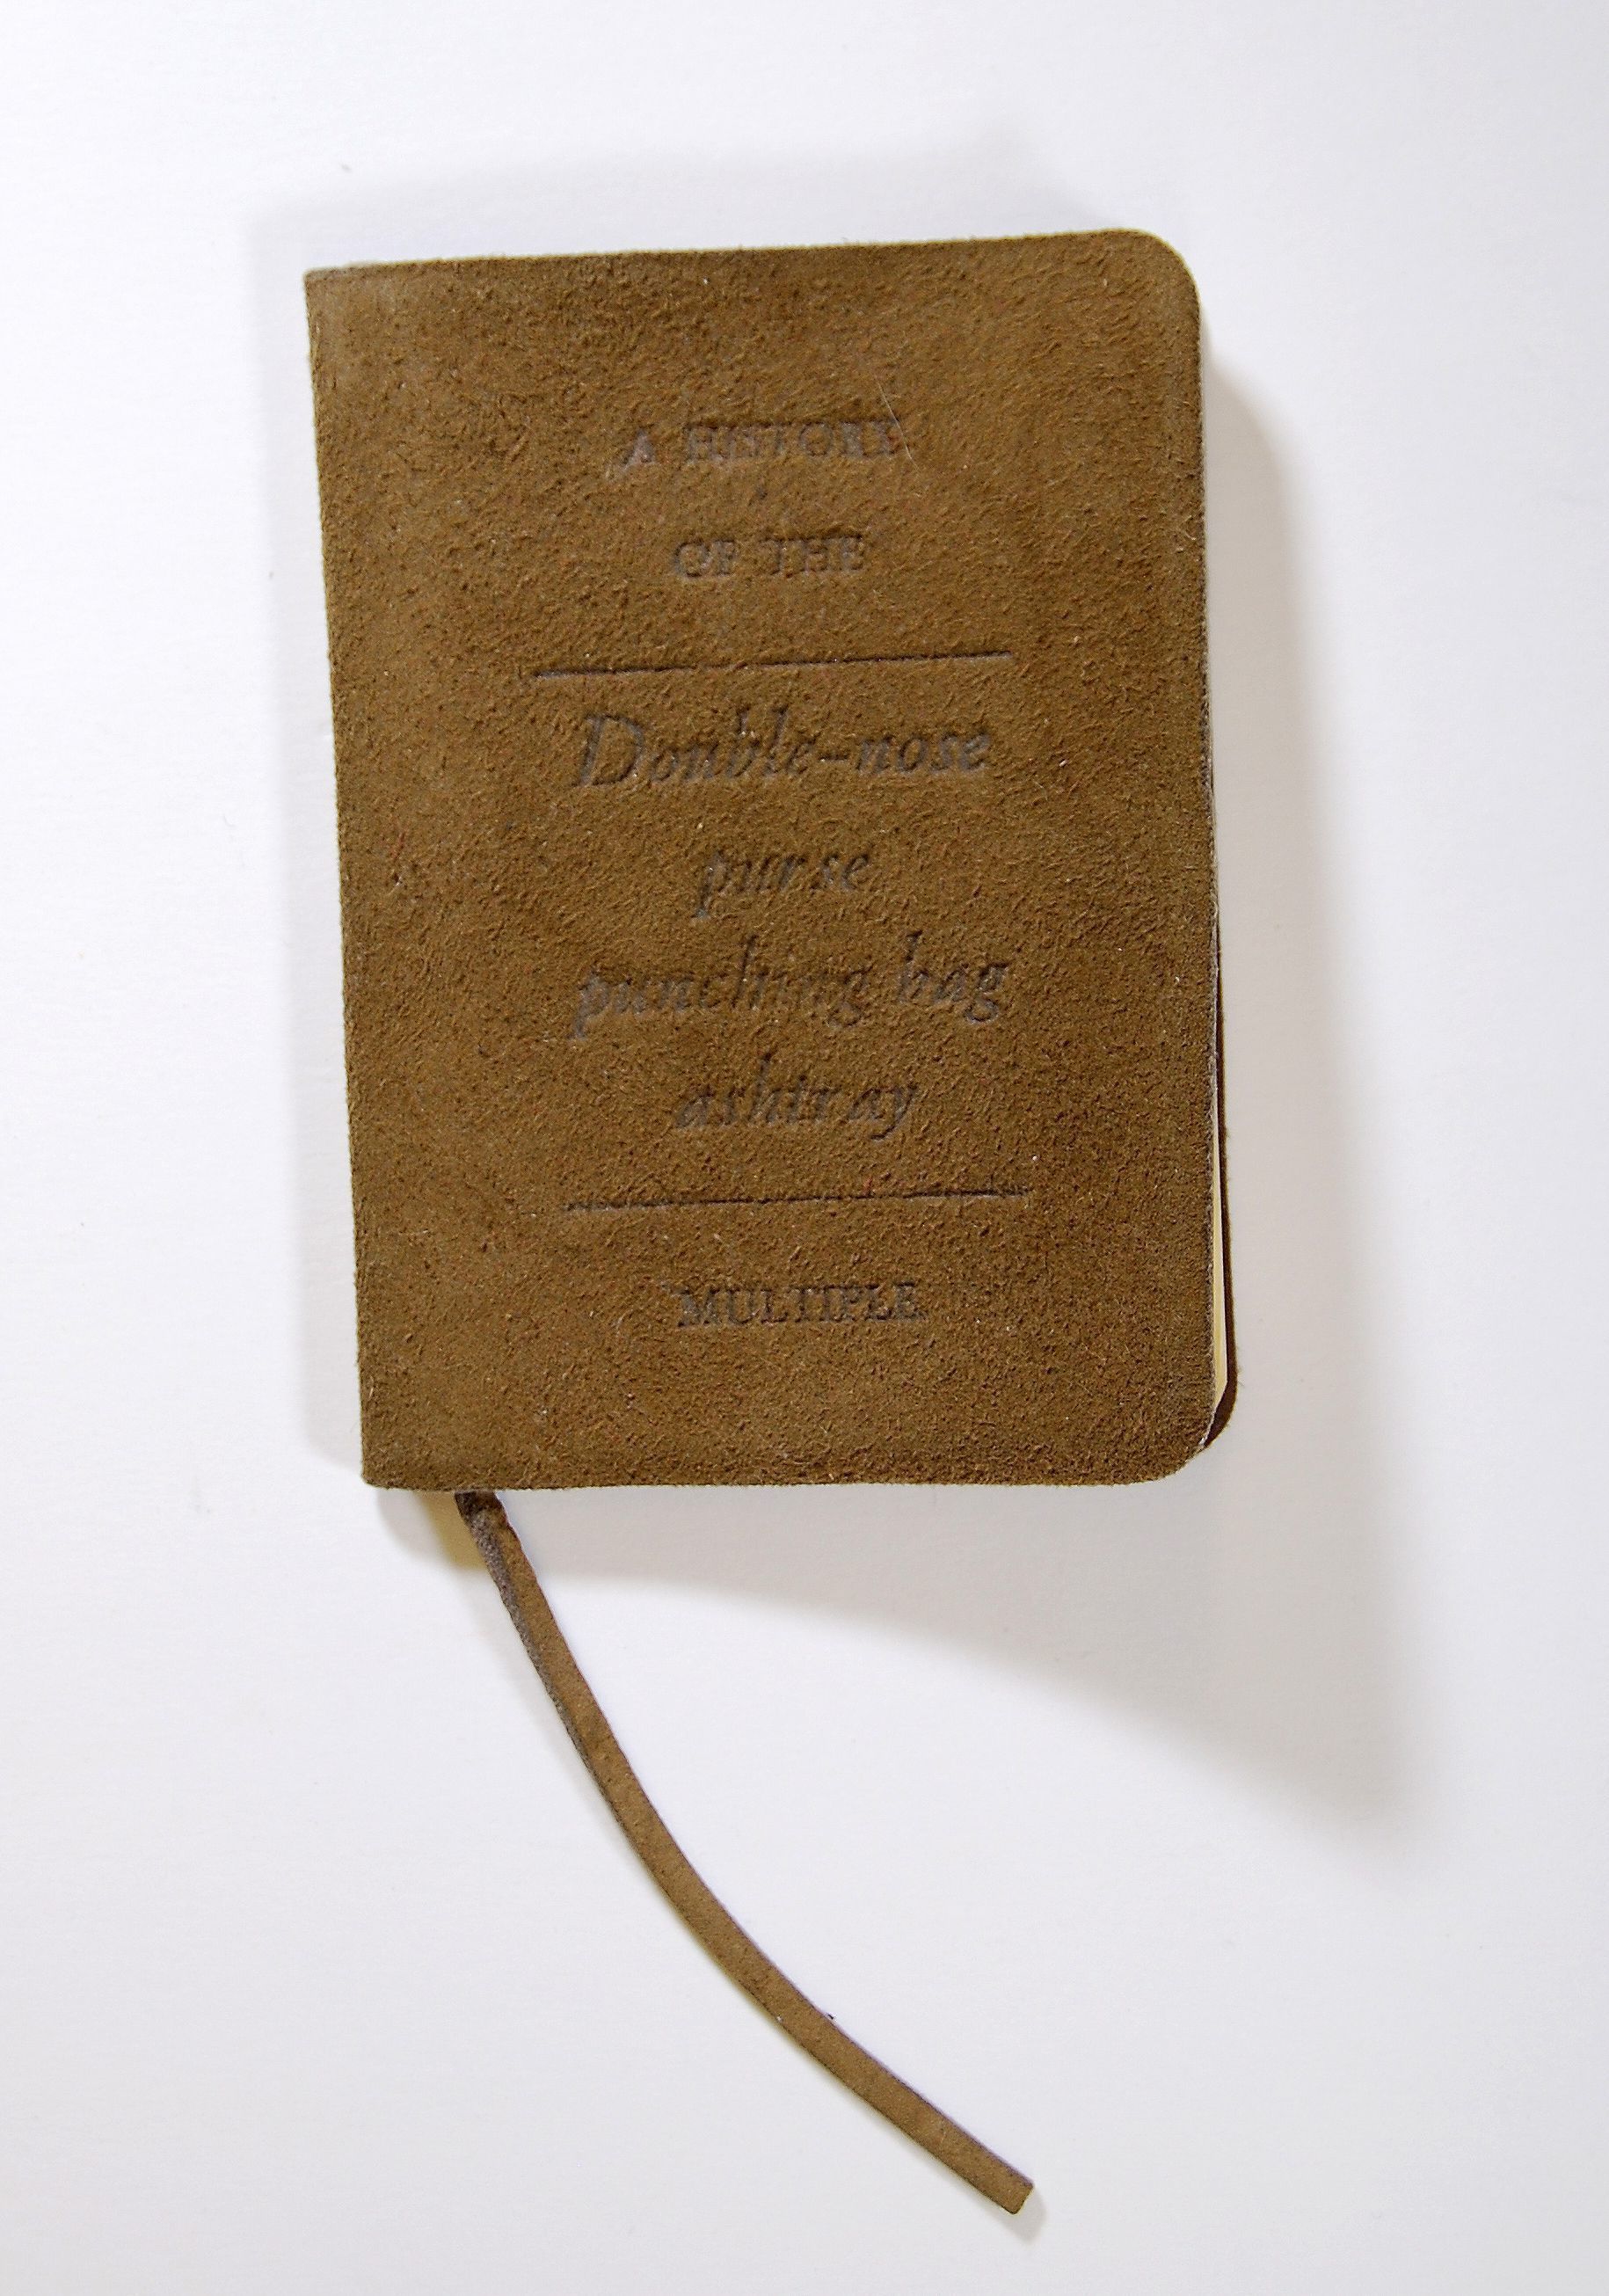 A HISTORY
OF THE
Double-nose
purse
punching bag
ashtray
MULTIPLE